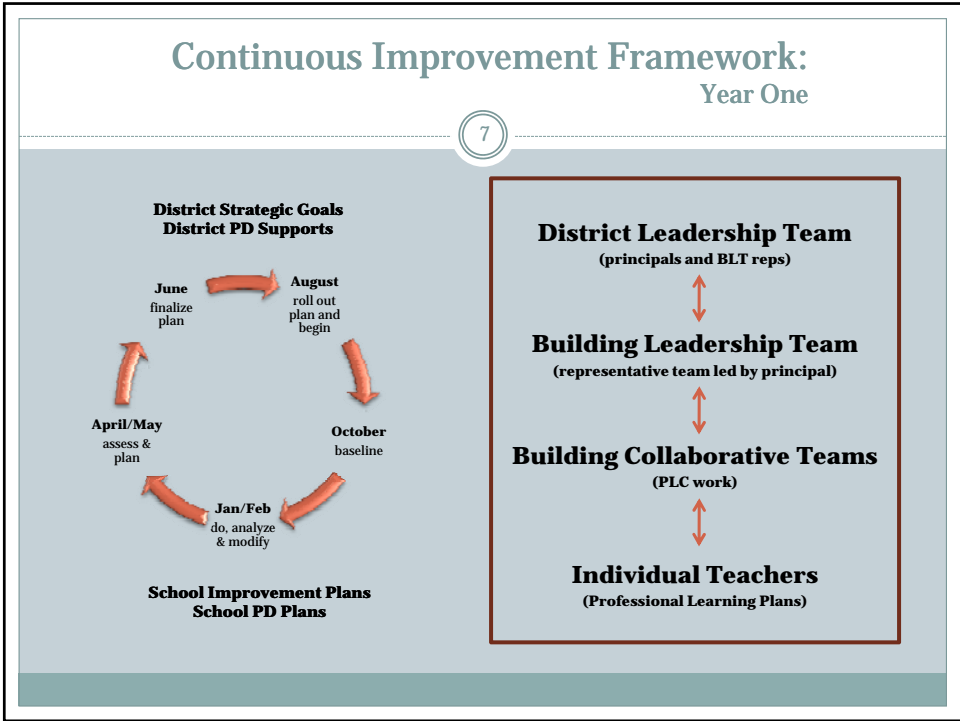 Continuous Improvement Framework:
Year One
7
District Strategic Goals
District PD Supports
June
finalize
plan
August
roll out
plan and
begin
April/May
assess &
plan
October
baseline
Jan/Feb
do, analyze
& modify
School Improvement Plans
School PD Plans
District Leadership Team
(principals and BLT reps)
Building Leadership Team
(representative team led by principal)
Building Collaborative Teams
(PLC work)
Individual Teachers
(Professional Learning Plans)